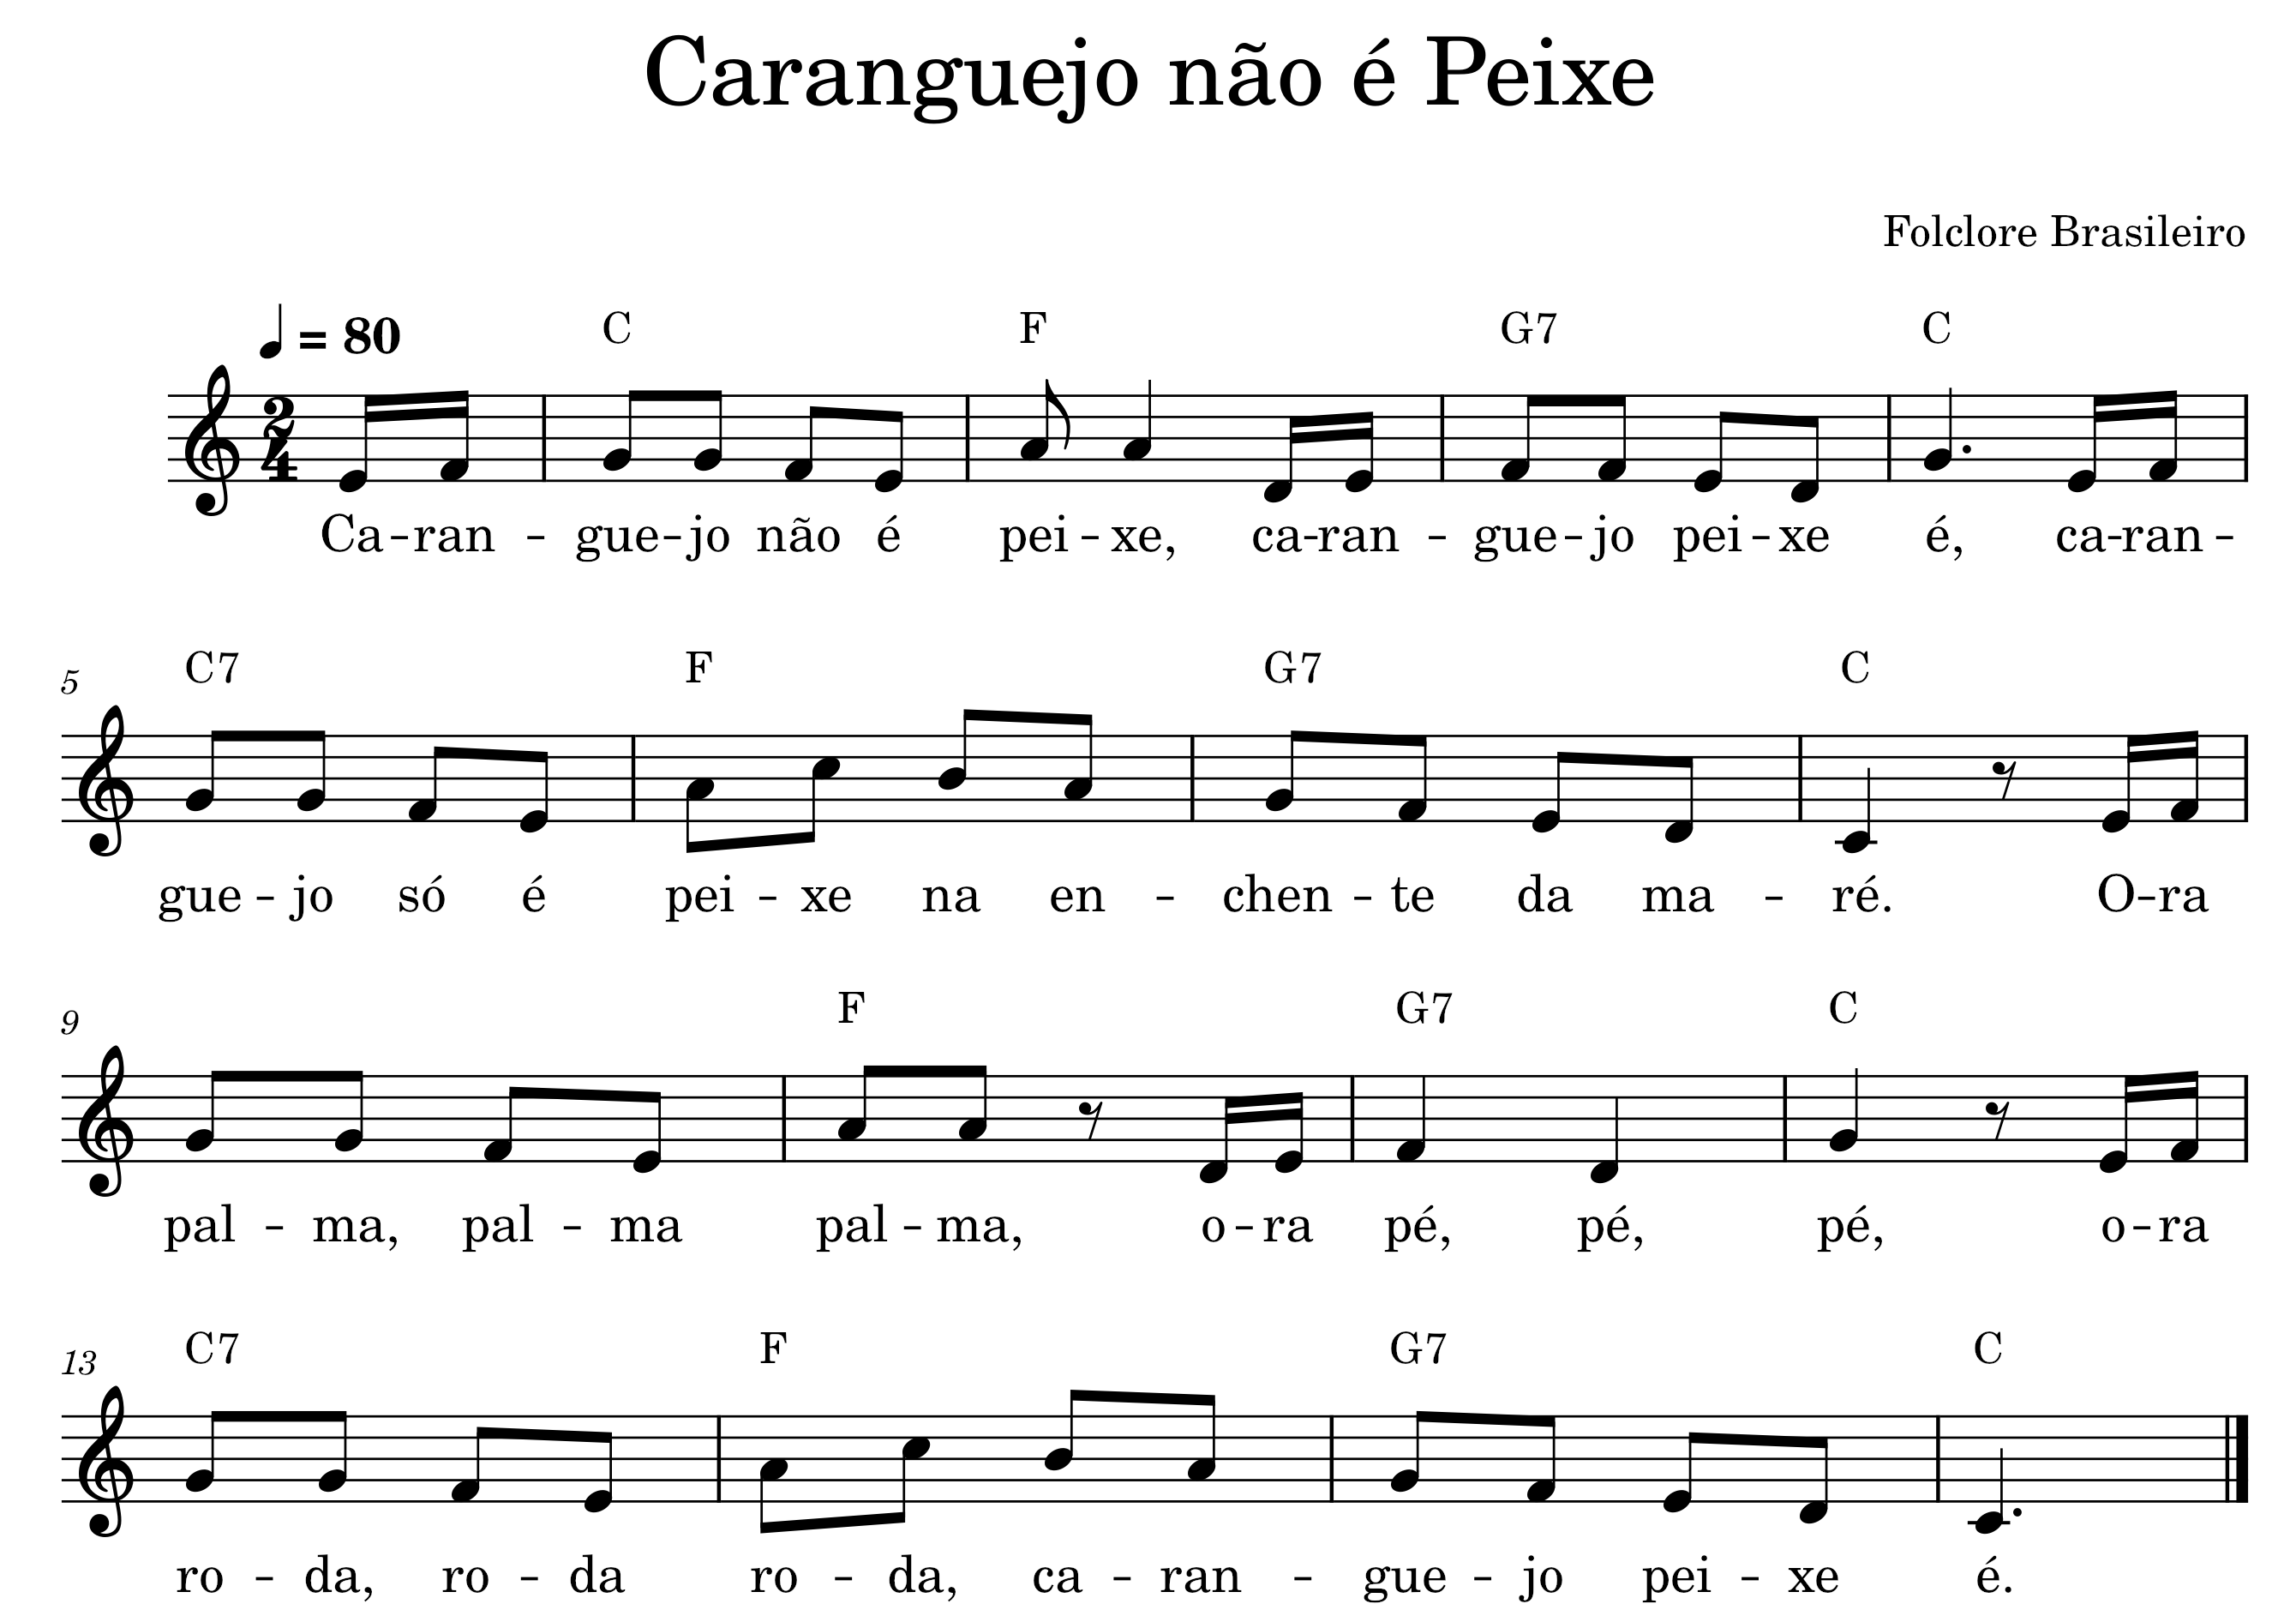 Caranguejo não é Peixe
Folclore Brasileiro
= 80
C F G7 C
2
4
Ca-ran - gue-jo não é pei-xe, ca-ran - gue-jo pei-xe é, ca-ran -
5 C7 F G7 C
gue-jo só é pei-xe na en - chen-te da ma - ré. O-ra
9 F G7 C
pal-ma, pal-ma pal-ma, o-ra pé, pé, pé, o-ra
13 C7 F G7 C
ro-da, ro-da ro-da, ca-ran - gue-jo pei-xe é.